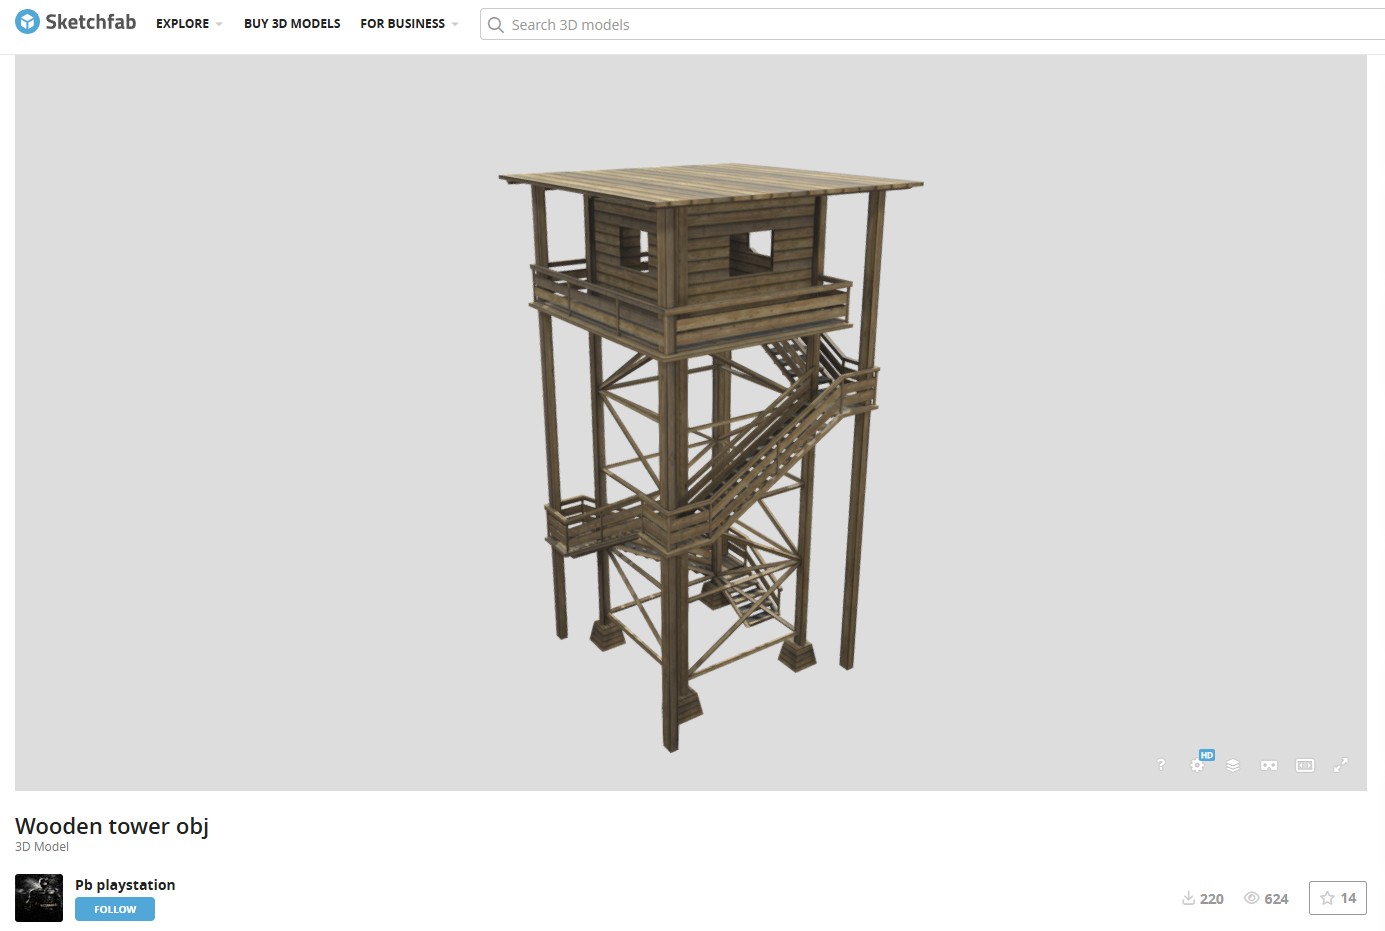 Sketchfab EXPLORE BUY 3D MODELS FOR BUSINESS Search 3D models
? HD
Wooden tower obj
3D Model
Pb playstation
FOLLOW
220 624 14